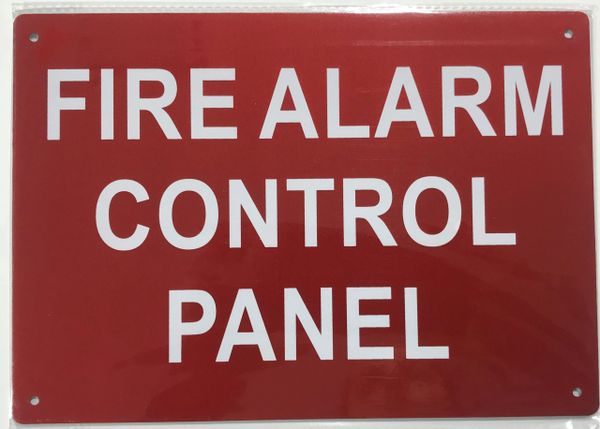 FIRE ALARM
CONTROL
PANEL